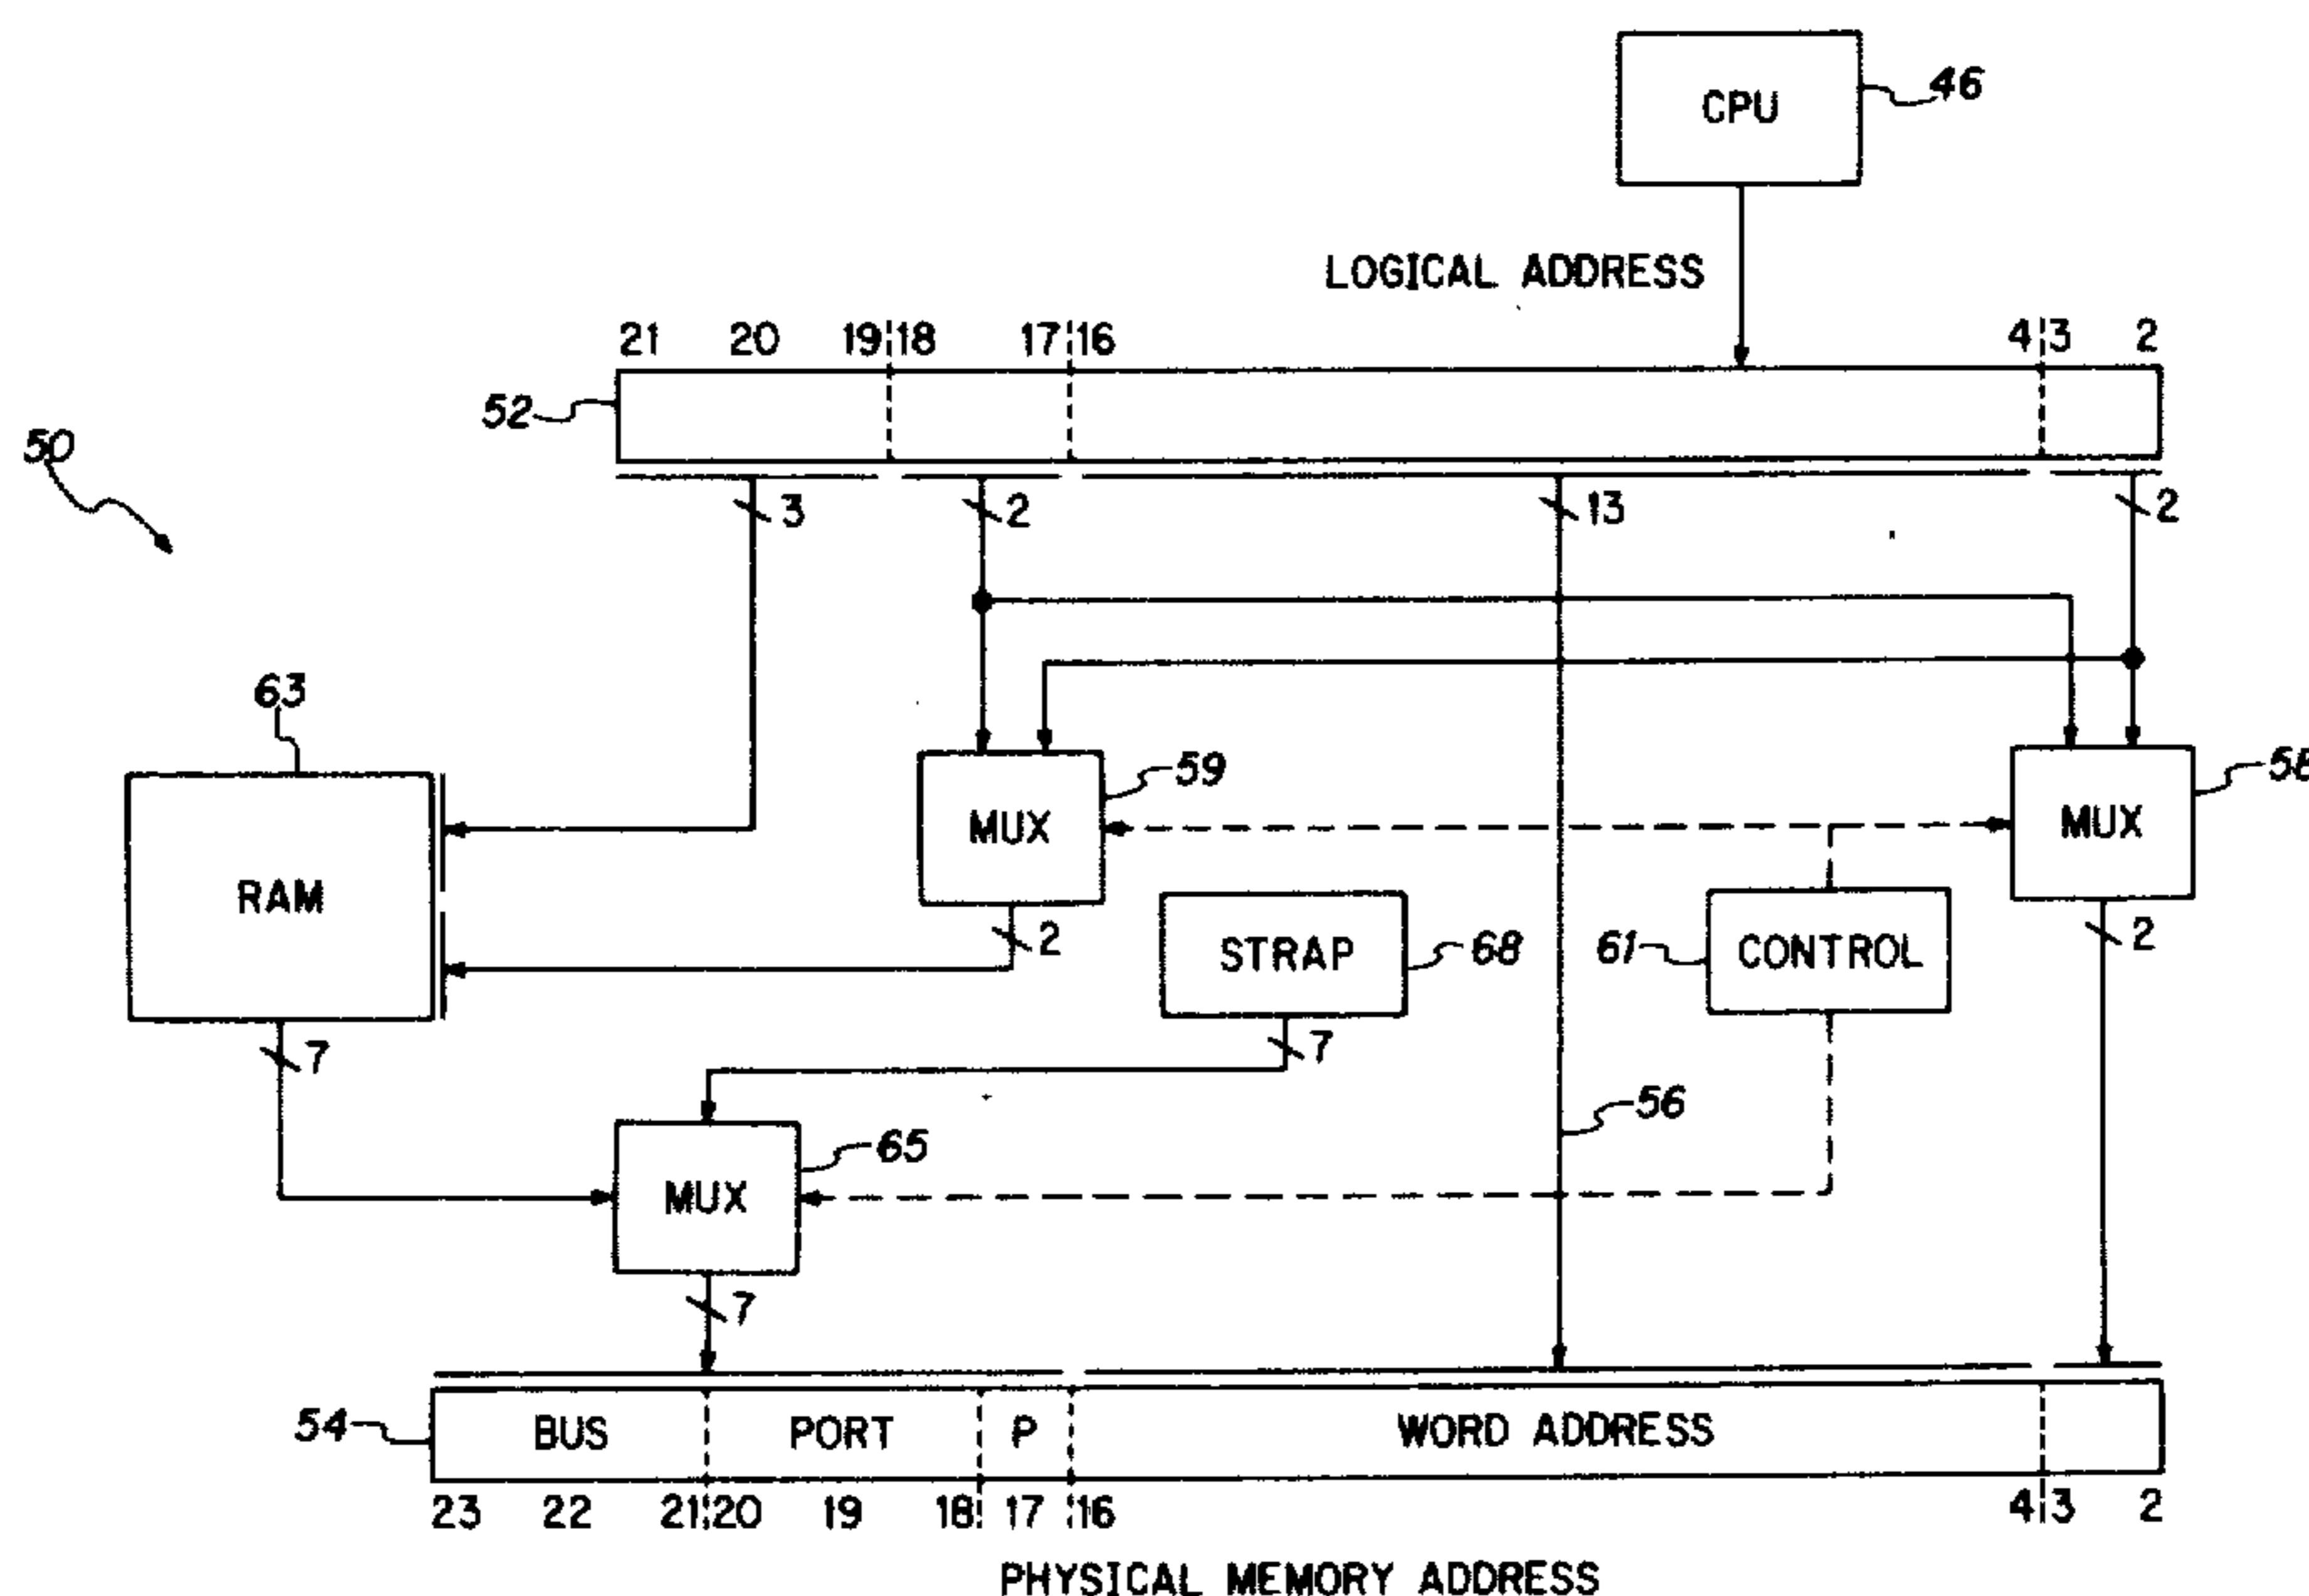 CPU
46
LOGICAL ADDRESS
21 20 19 18 17 16 4 3 2
52
50
3 2 13 2
63
59
58
MUX
MUX
RAM
2
STRAP
68
61
CONTROL
2
7
7
56
65
MUX
7
54
BUS PORT P WORD ADDRESS
23 22 21 20 19 18 17 16 4 3 2
PHYSICAL MEMORY ADDRESS